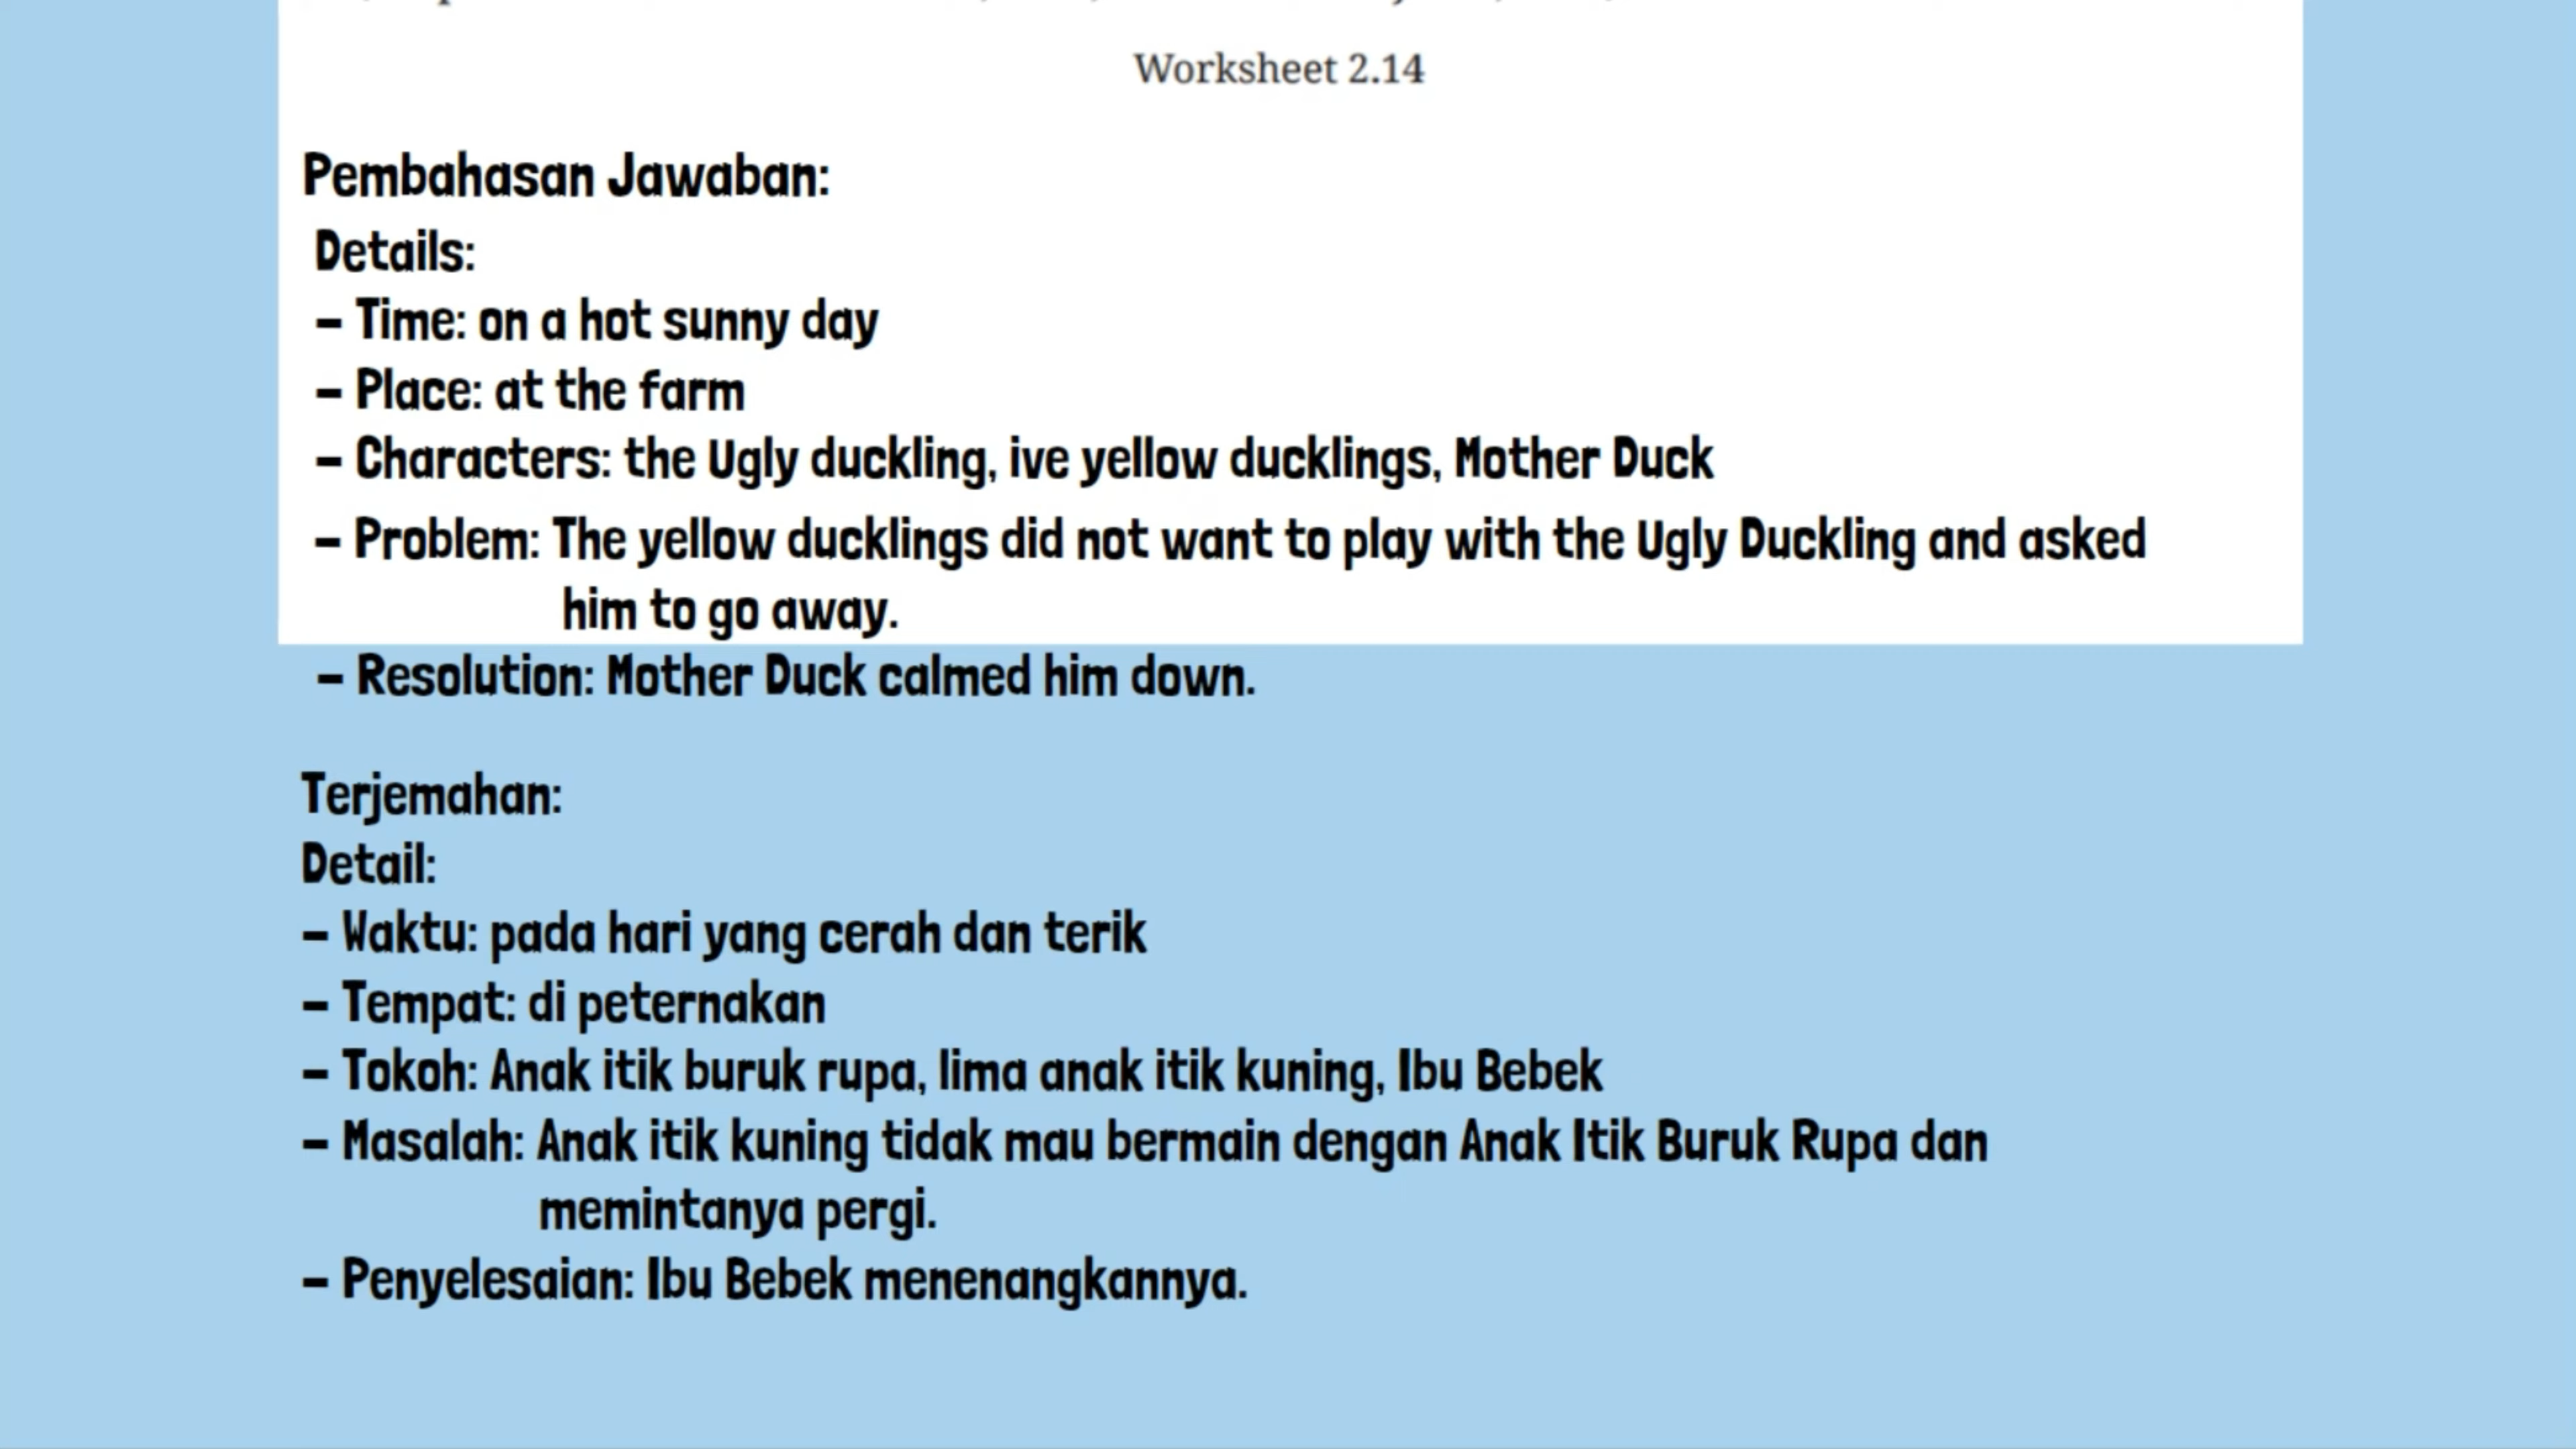 Worksheet 2.14
Pembahasan Jawaban:
Details:
– Time: on a hot sunny day
– Place: at the farm
– Characters: the Ugly duckling, ive yellow ducklings, Mother Duck
– Problem: The yellow ducklings did not want to play with the Ugly Duckling and asked
him to go away.
– Resolution: Mother Duck calmed him down.
Terjemahan:
Detail:
– Waktu: pada hari yang cerah dan terik
– Tempat: di peternakan
– Tokoh: Anak itik buruk rupa, lima anak itik kuning, Ibu Bebek
– Masalah: Anak itik kuning tidak mau bermain dengan Anak Itik Buruk Rupa dan
memintanya pergi.
– Penyelesaian: Ibu Bebek menenangkannya.